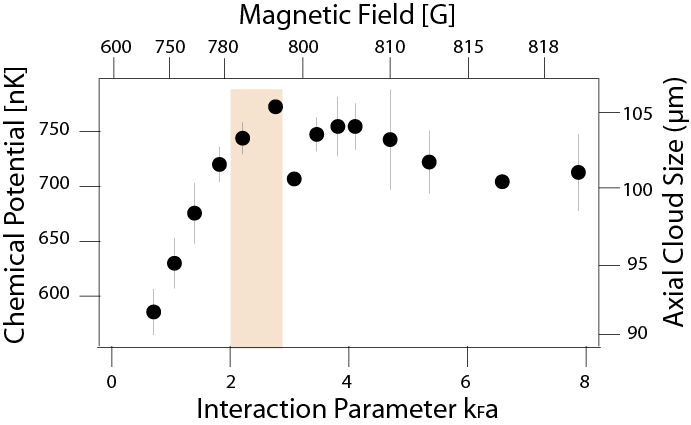 Magnetic Field [G]
600 750 780 800 810 815 818
Chemical Potential [nK]
750
700
650
600
105
100
95
90
Axial Cloud Size (μm)
0 2 4 6 8
Interaction Parameter kFa